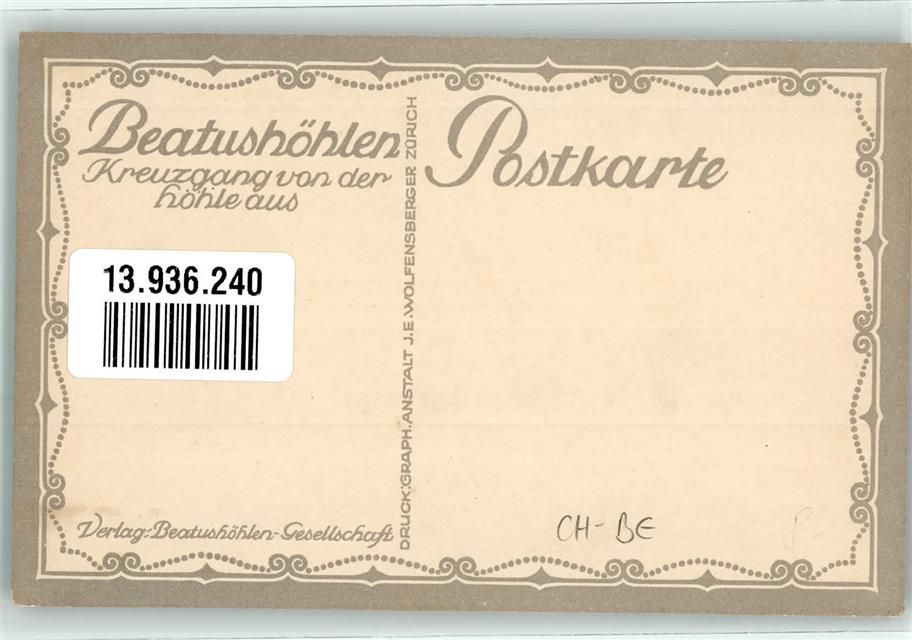 Beatushöhlen
Kreuzgang von der
höhle aus
13.936.240
Verlag: Beatushöhlen-Gesellschaft
DRUCK: GRAPH. ANSTALT J.E. WOLFENSBERGER ZÜRICH
Postkarte
CH-BE